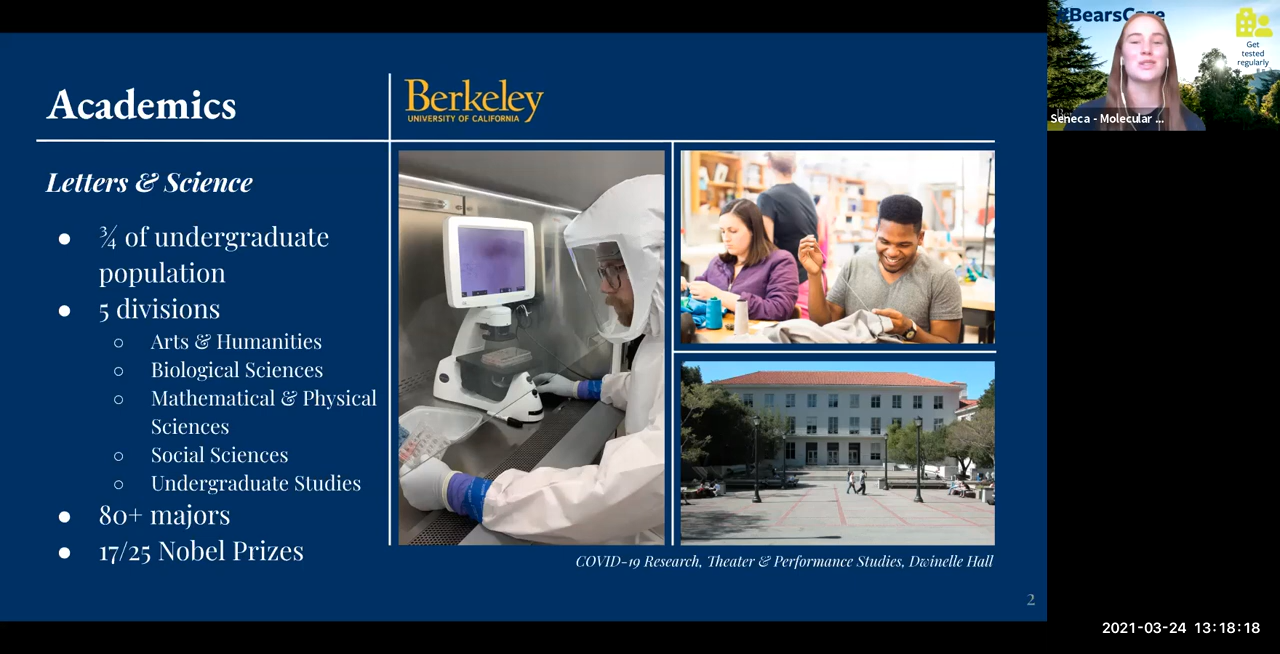 Academics
Berkeley
UNIVERSITY OF CALIFORNIA
Letters & Science
● ¾ of undergraduate
population
● 5 divisions
○ Arts & Humanities
○ Biological Sciences
○ Mathematical & Physical
Sciences
○ Social Sciences
○ Undergraduate Studies
● 80+ majors
● 17/25 Nobel Prizes
COVID-19 Research, Theater & Performance Studies, Dwinelle Hall
2
#BearsCare
Get
tested
regularly
Seneca - Molecular ...
2021-03-24 13:18:18